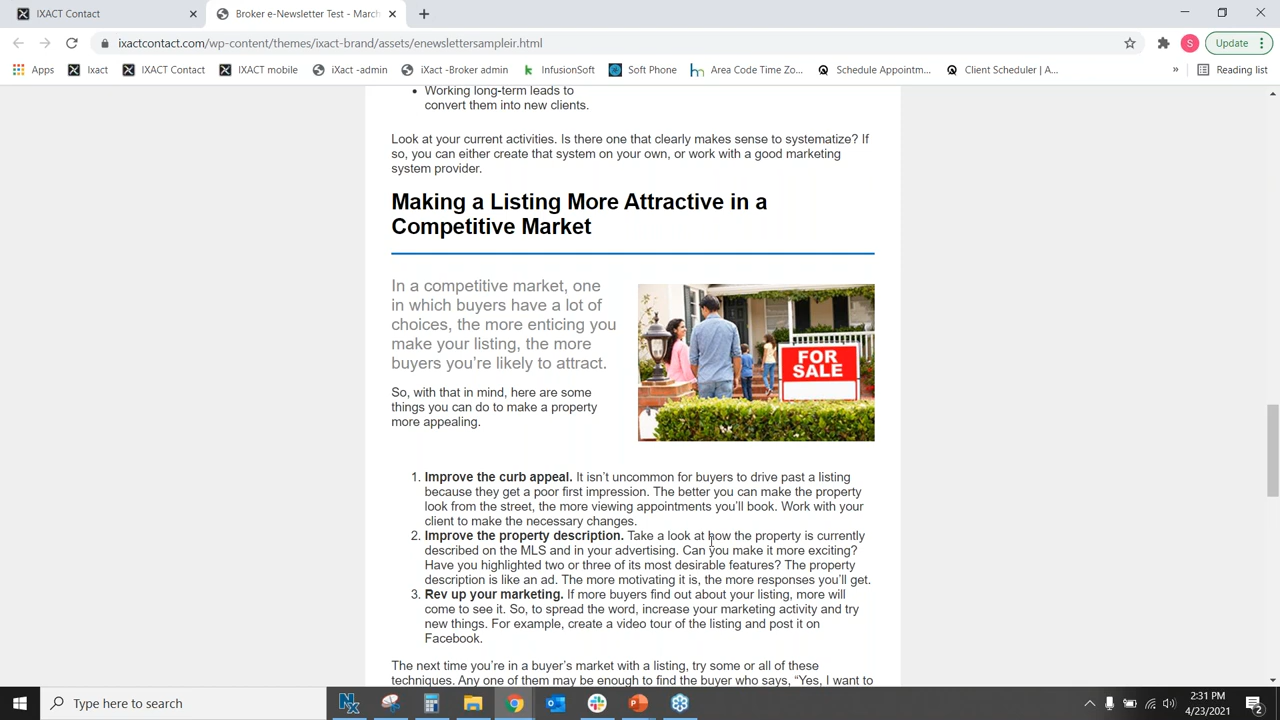 IXACT Contact
Broker e-Newsletter Test - March
ixactcontact.com/wp-content/themes/ixact-brand/assets/enewslettersampleir.html
S
Update
Apps
Ixact
IXACT Contact
IXACT mobile
iXact -admin
iXact -Broker admin
InfusionSoft
Soft Phone
Area Code Time Zo...
Schedule Appointm...
Client Scheduler | A...
»
Reading list
• Working long-term leads to
convert them into new clients.
Look at your current activities. Is there one that clearly makes sense to systematize? If
so, you can either create that system on your own, or work with a good marketing
system provider.
Making a Listing More Attractive in a
Competitive Market
In a competitive market, one
in which buyers have a lot of
choices, the more enticing you
make your listing, the more
buyers you’re likely to attract.
So, with that in mind, here are some
things you can do to make a property
more appealing.
FOR
SALE
1. Improve the curb appeal. It isn’t uncommon for buyers to drive past a listing
because they get a poor first impression. The better you can make the property
look from the street, the more viewing appointments you’ll book. Work with your
client to make the necessary changes.
2. Improve the property description. Take a look at how the property is currently
described on the MLS and in your advertising. Can you make it more exciting?
Have you highlighted two or three of its most desirable features? The property
description is like an ad. The more motivating it is, the more responses you’ll get.
3. Rev up your marketing. If more buyers find out about your listing, more will
come to see it. So, to spread the word, increase your marketing activity and try
new things. For example, create a video tour of the listing and post it on
Facebook.
The next time you’re in a buyer’s market with a listing, try some or all of these
techniques. Any one of them may be enough to find the buyer who says, “Yes, I want to
Type here to search
2:31 PM
4/23/2021
2